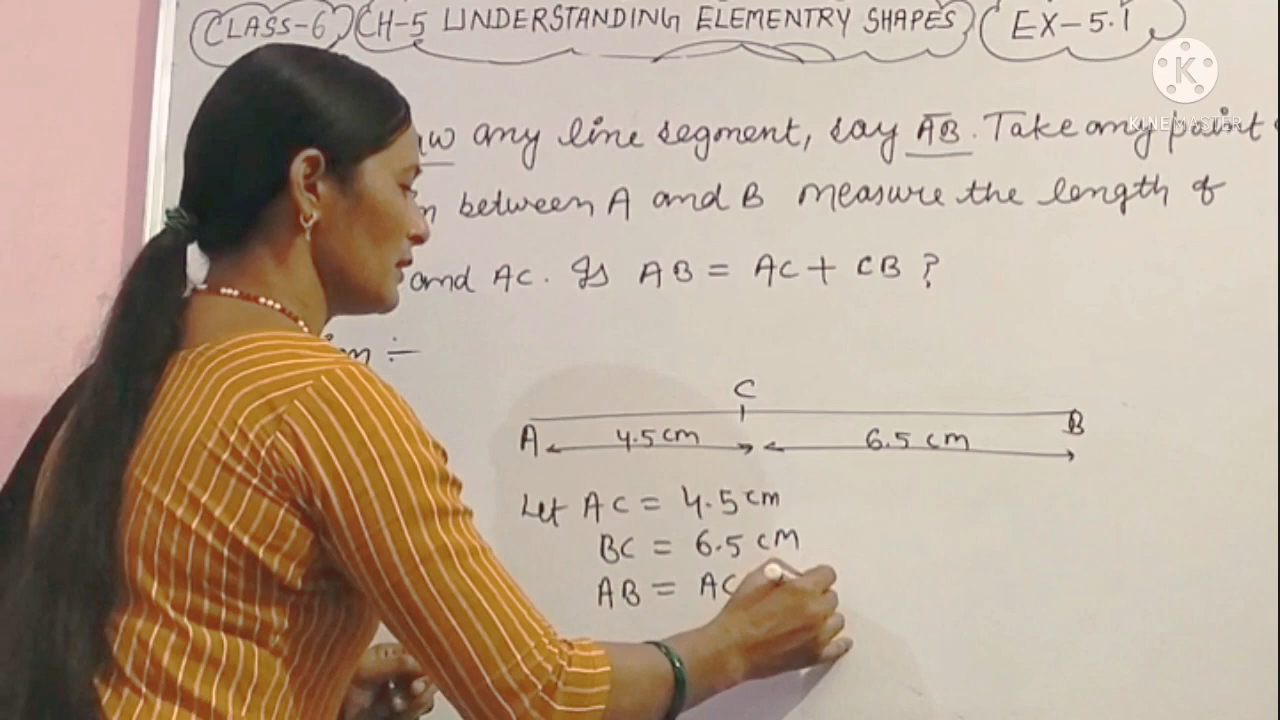 CLASS-6 CH-5 UNDERSTANDING ELEMENTRY SHAPES EX-5.1
K
KINEMASTER
any line segment, say AB. Take any point
between A and B measure the length of
and AC. Is AB = AC + CB ?
C
A 4.5 cm 6.5 cm B
Let AC = 4.5 cm
BC = 6.5 cm
AB = AC